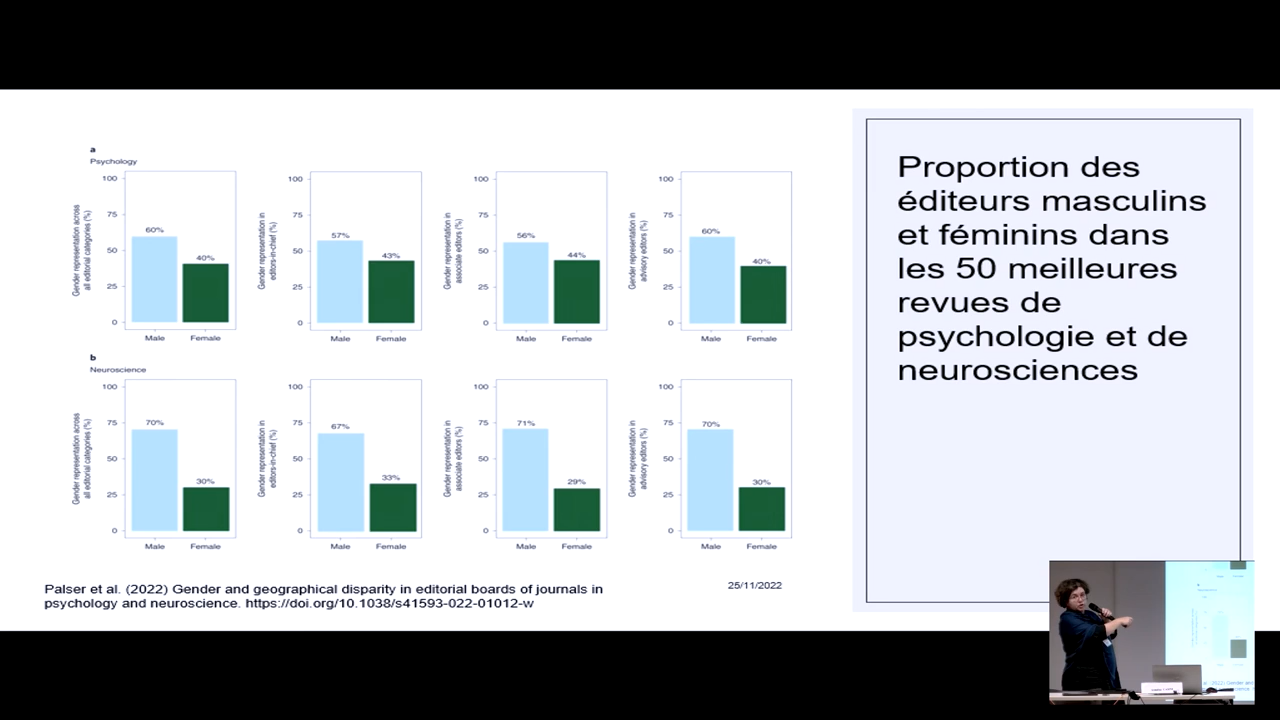 a
Psychology
Gender representation across
all editorial categories (%)
100
75
50
25
0
60%
40%
Male
Female
Gender representation in
editors-in-chief (%)
100
75
50
25
0
57%
43%
Male
Female
Gender representation in
associate editors (%)
100
75
50
25
0
56%
44%
Male
Female
Gender representation in
advisory editors (%)
100
75
50
25
0
60%
40%
Male
Female
b
Neuroscience
Gender representation across
all editorial categories (%)
100
75
50
25
0
70%
30%
Male
Female
Gender representation in
editors-in-chief (%)
100
75
50
25
0
67%
33%
Male
Female
Gender representation in
associate editors (%)
100
75
50
25
0
71%
29%
Male
Female
Gender representation in
advisory editors (%)
100
75
50
25
0
70%
30%
Male
Female
Palser et al. (2022) Gender and geographical disparity in editorial boards of journals in
psychology and neuroscience. https://doi.org/10.1038/s41593-022-01012-w
25/11/2022
Proportion des
éditeurs masculins
et féminins dans
les 50 meilleures
revues de
psychologie et de
neurosciences